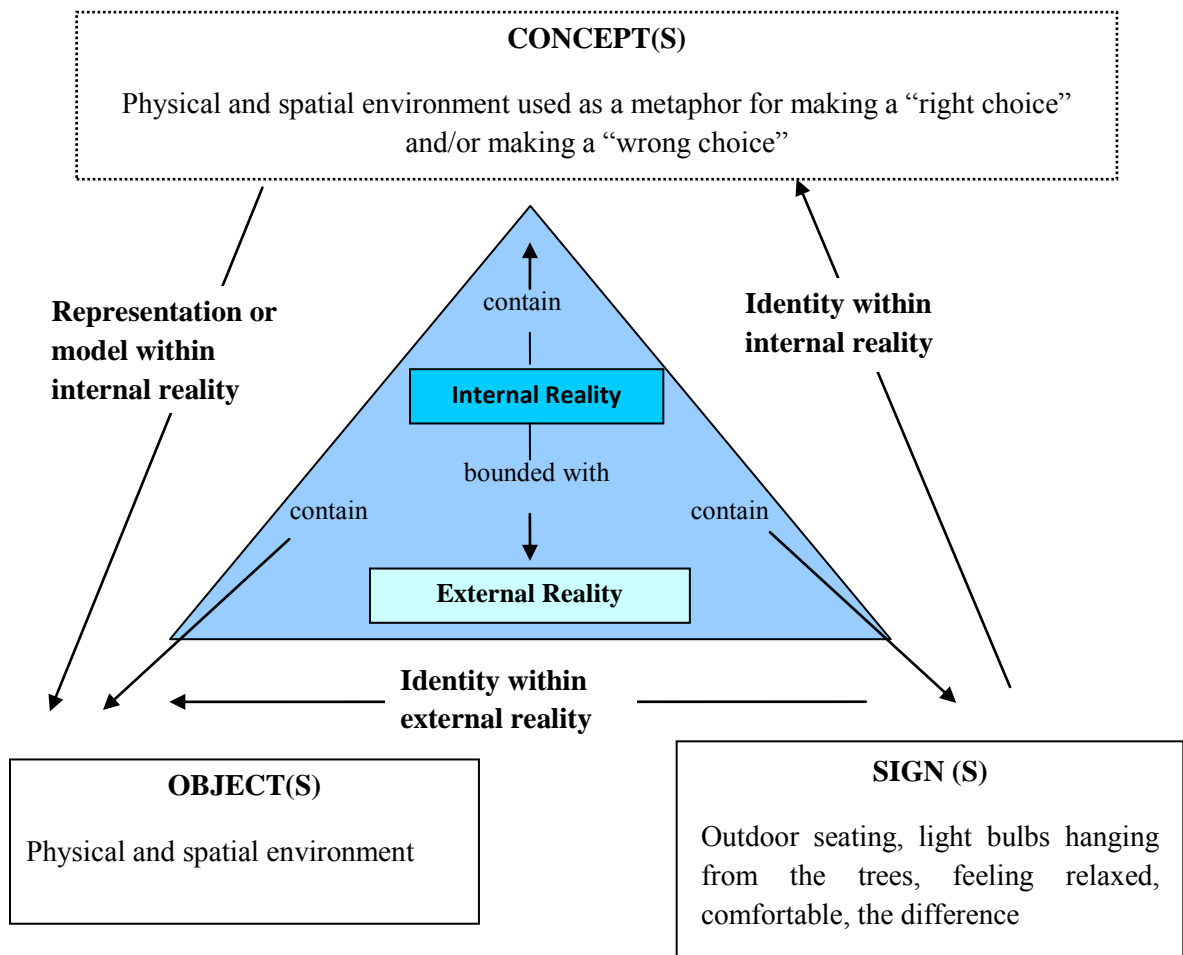 CONCEPT(S)
Physical and spatial environment used as a metaphor for making a “right choice”
and/or making a “wrong choice”
contain
Representation or
model within
internal reality
Identity within
internal reality
Internal Reality
bounded with
contain
contain
External Reality
Identity within
external reality
OBJECT(S)
Physical and spatial environment
SIGN (S)
Outdoor seating, light bulbs hanging
from the trees, feeling relaxed,
comfortable, the difference